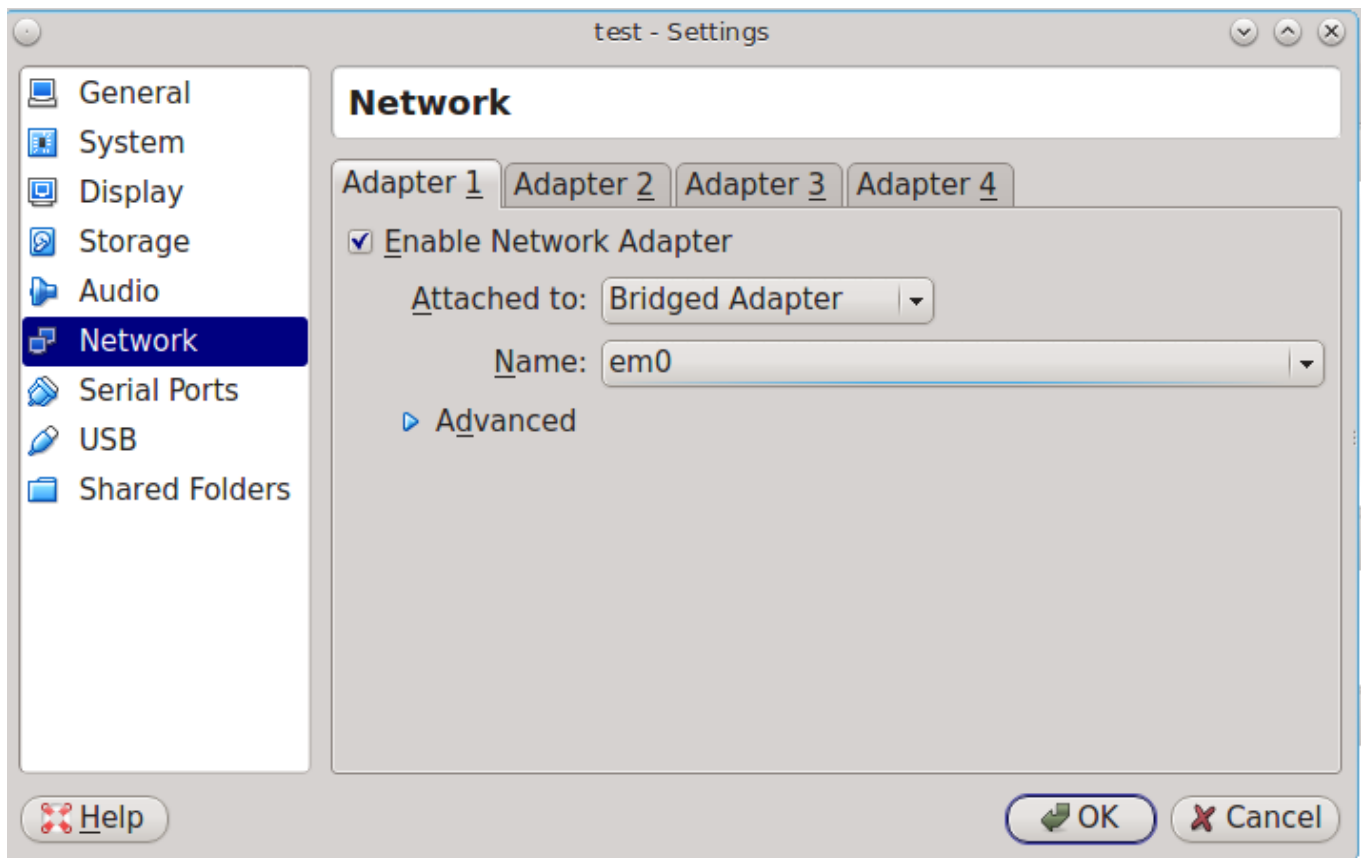 test - Settings
General
System
Display
Storage
Audio
Network
Serial Ports
USB
Shared Folders
Network
Adapter 1 Adapter 2 Adapter 3 Adapter 4
Enable Network Adapter
Attached to: Bridged Adapter
Name: em0
Advanced
Help OK Cancel